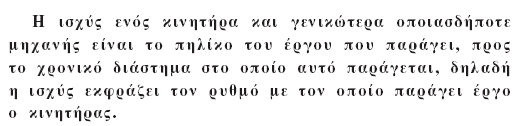 Η ισχύς ενός κινητήρα και γενικώτερα οποιασδήποτε
μηχανής είναι το πηλίκο του έργου που παράγει, προς
το χρονικό διάστημα στο οποίο αυτό παράγεται, δηλαδή
η ισχύς εκφράζει τον ρυθμό με τον οποίο παράγει έργο
ο κινητήρας.